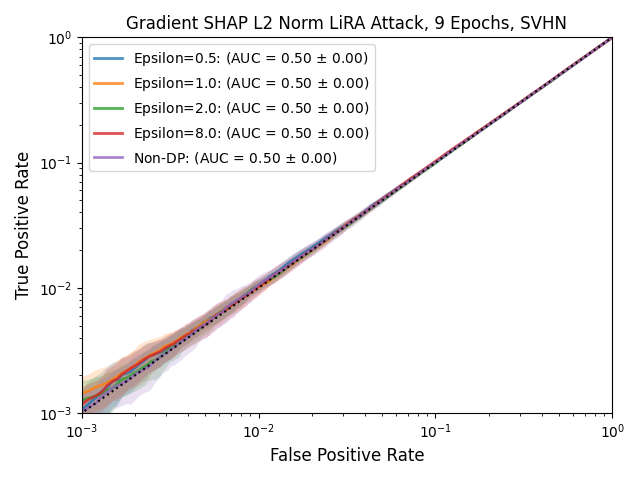 Gradient SHAP L2 Norm LiRA Attack, 9 Epochs, SVHN
True Positive Rate
10⁰
10⁻¹
10⁻²
10⁻³
Epsilon=0.5: (AUC = 0.50 ± 0.00)
Epsilon=1.0: (AUC = 0.50 ± 0.00)
Epsilon=2.0: (AUC = 0.50 ± 0.00)
Epsilon=8.0: (AUC = 0.50 ± 0.00)
Non-DP: (AUC = 0.50 ± 0.00)
10⁻³ 10⁻² 10⁻¹ 10⁰
False Positive Rate